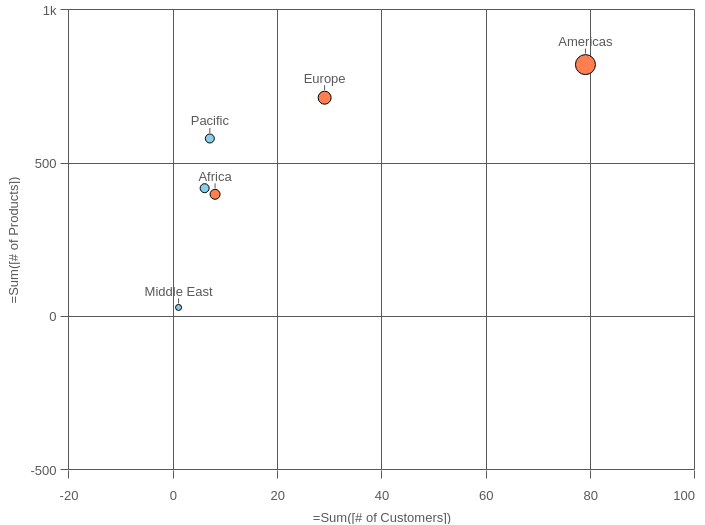 1k
Americas
Europe
Pacific
500
Africa
=Sum([# of Products])
Middle East
0
-500
-20
0
20
40
60
80
100
=Sum([# of Customers])